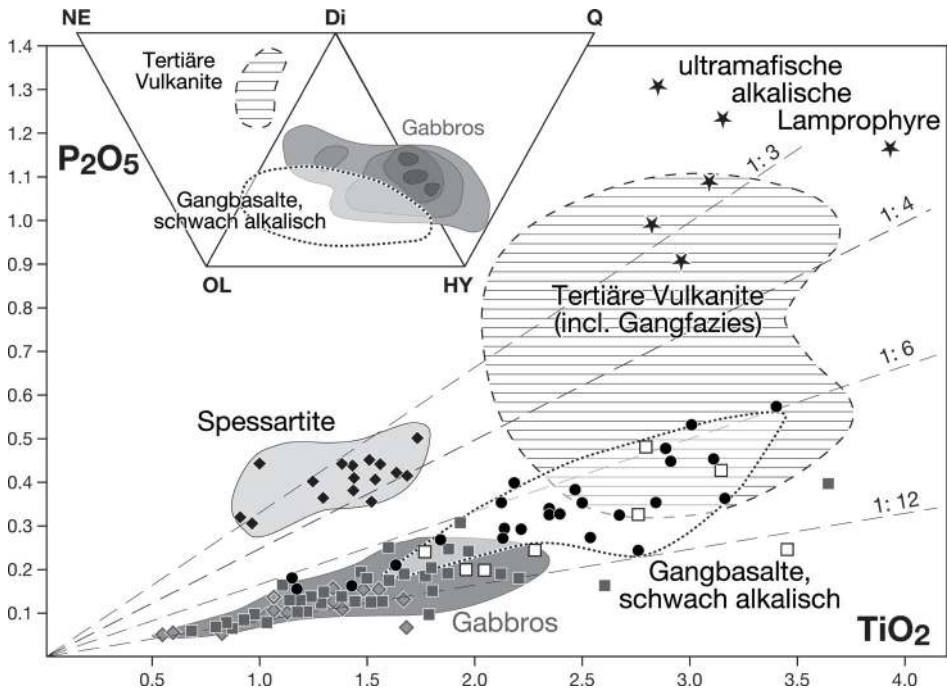 NE
Di
Q
1.4
Tertiäre
Vulkanite
ultramafische
alkalische
Lamprophyre
1.3
1.2
P₂O₅
Gabbros
1: 3
1.1
1: 4
1.0
Gangbasalte,
schwach alkalisch
0.9
OL
HY
Tertiäre Vulkanite
(incl. Gangfazies)
0.8
0.7
1: 6
0.6
Spessartite
0.5
0.4
1: 12
0.3
0.2
Gangbasalte,
schwach alkalisch
0.1
Gabbros
TiO₂
0.5
1.0
1.5
2.0
2.5
3.0
3.5
4.0